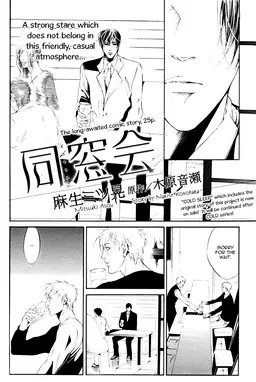 A strong stare which
does not belong in
this friendly, casual
atmosphere...
The long-awaited comic story, 25p.
同窓会
麻生ミツ晃 原作/木原音瀬
Mitsuki Asou
Story by Narise Konohara
"COLD SLEEP" which includes the
original story of this project is now
on sale! To be continued after
COLD series!
SORRY
FOR THE
WAIT.